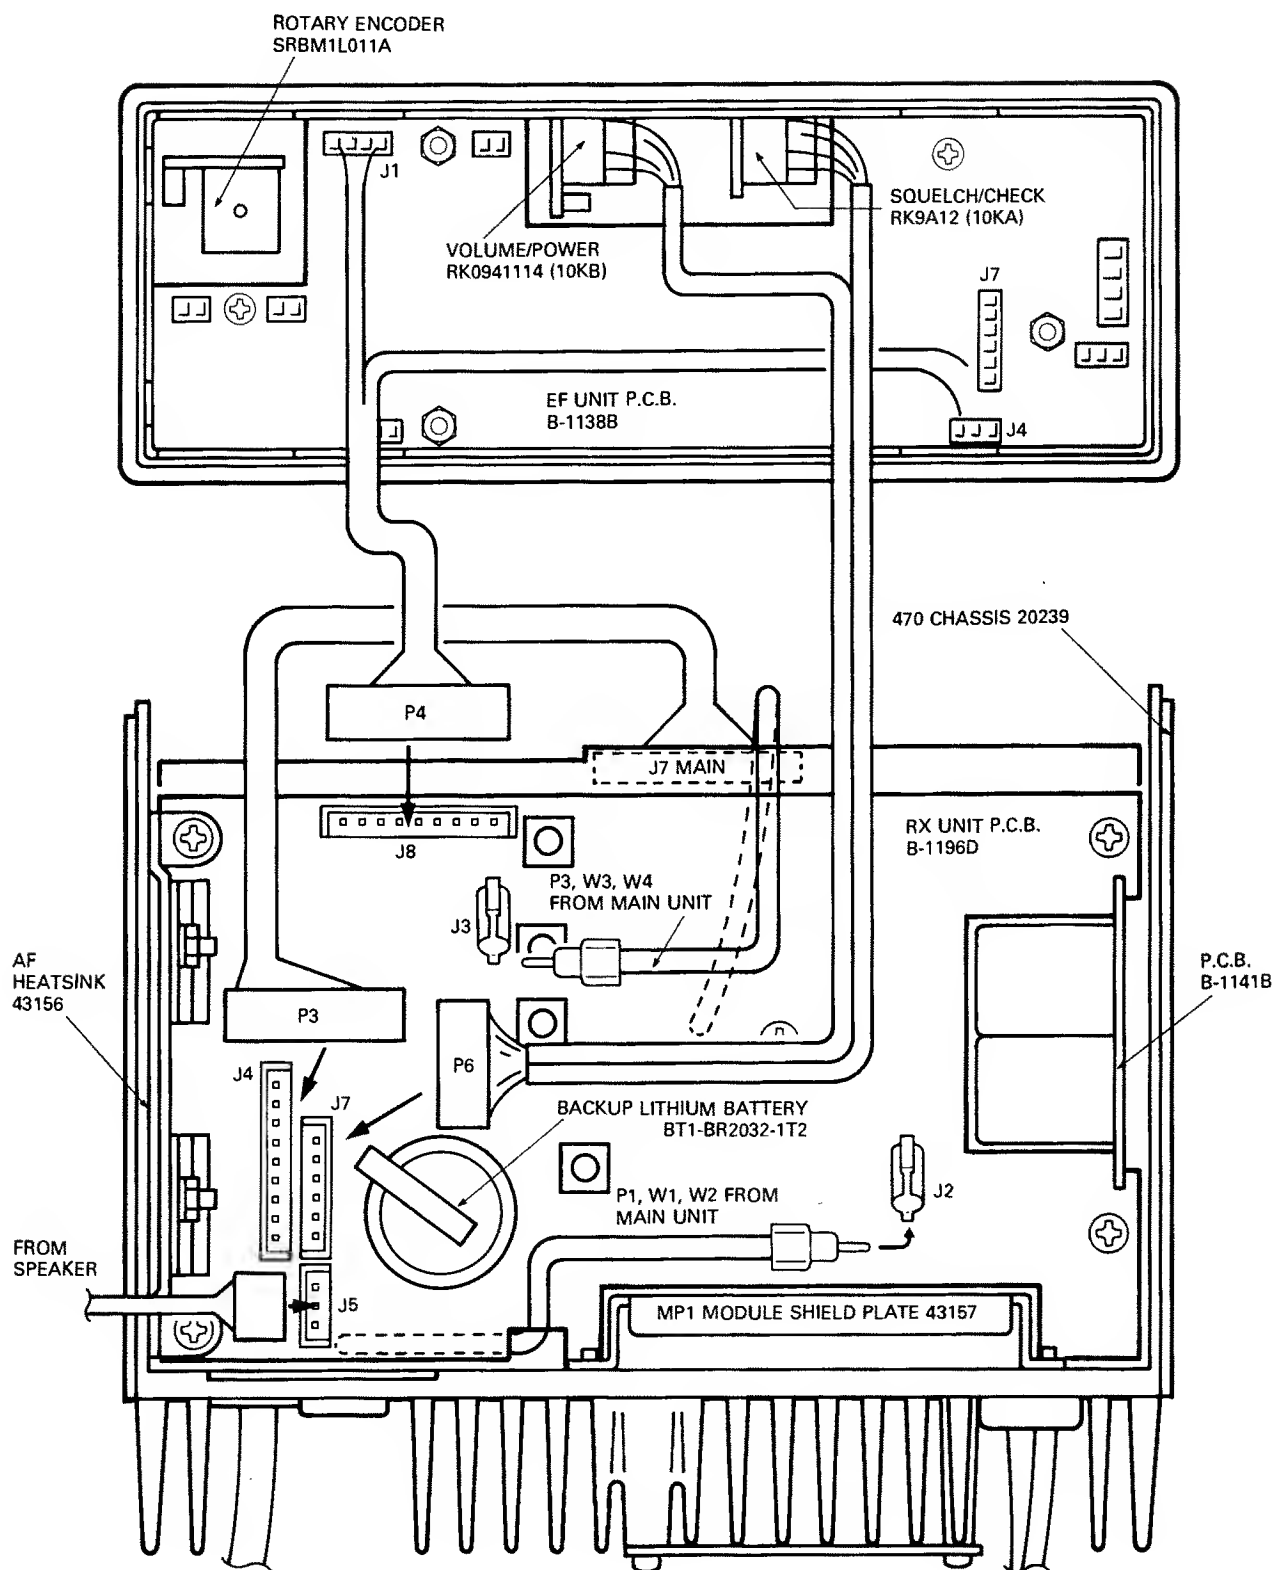 ROTARY ENCODER
SRBM1L011A
J1
SQUELCH/CHECK
RK9A12 (10KA)
VOLUME/POWER
RK0941114 (10KB)
J7
EF UNIT P.C.B.
B-1138B
J4
470 CHASSIS 20239
P4
J7 MAIN
RX UNIT P.C.B.
B-1196D
J8
P3, W3, W4
FROM MAIN UNIT
J3
AF
HEATSINK
43156
P.C.B.
B-1141B
P3
P6
J4
J7
BACKUP LITHIUM BATTERY
BT1-BR2032-1T2
J2
P1, W1, W2 FROM
MAIN UNIT
FROM
SPEAKER
J5
MP1 MODULE SHIELD PLATE 43157